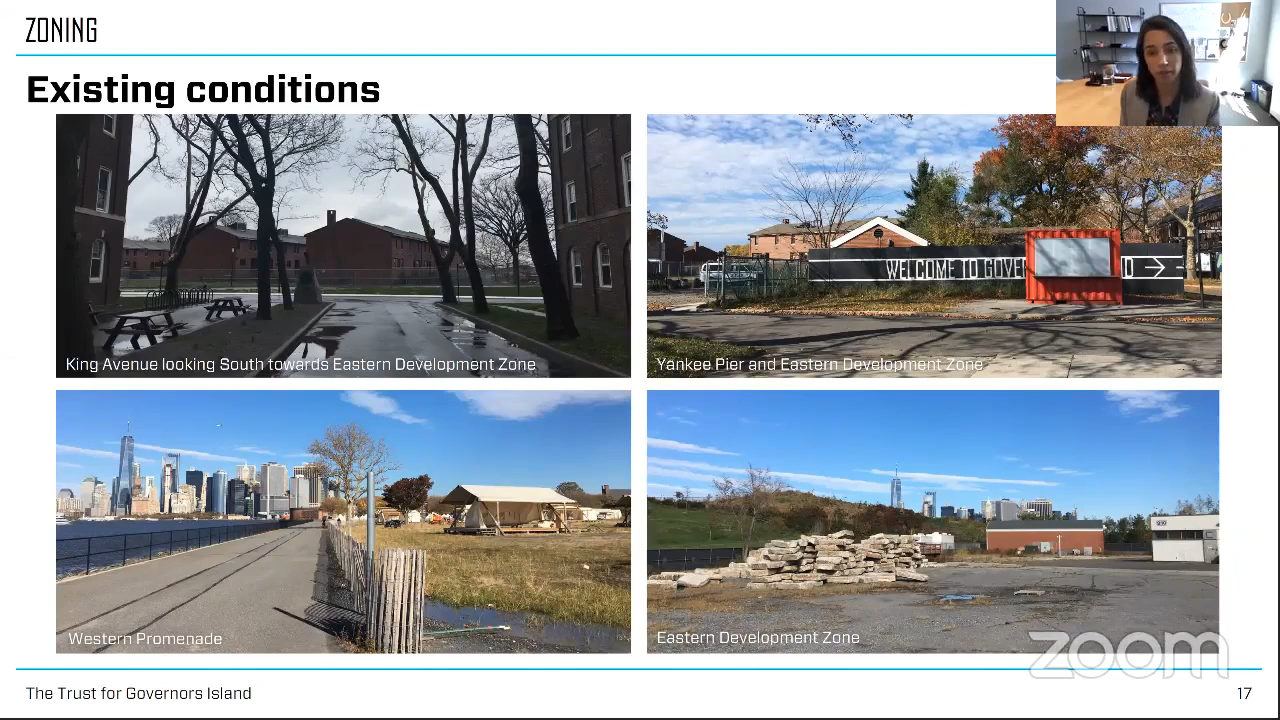 ZONING
Existing conditions
King Avenue looking South towards Eastern Development Zone
WELCOME TO GOVER
D →
Yankee Pier and Eastern Development Zone
Western Promenade
Eastern Development Zone
zoom
The Trust for Governors Island
17